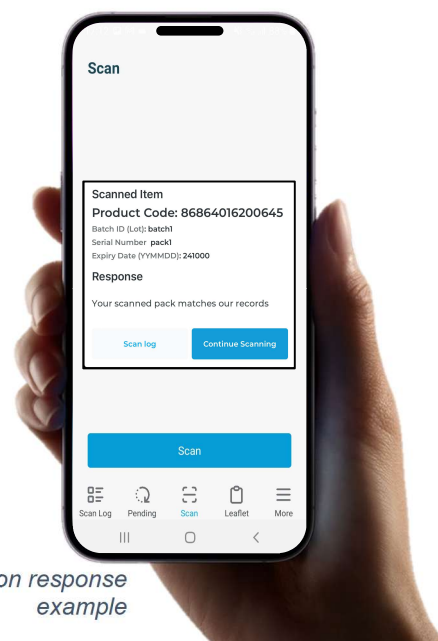 Scan
Scanned Item
Product Code: 86864016200645
Batch ID (Lot): batch1
Serial Number pack1
Expiry Date (YYMMDD): 241000
Response
Your scanned pack matches our records
Scan log
Continue Scanning
Scan
Scan Log
Pending
Scan
Leaflet
More
on response
example